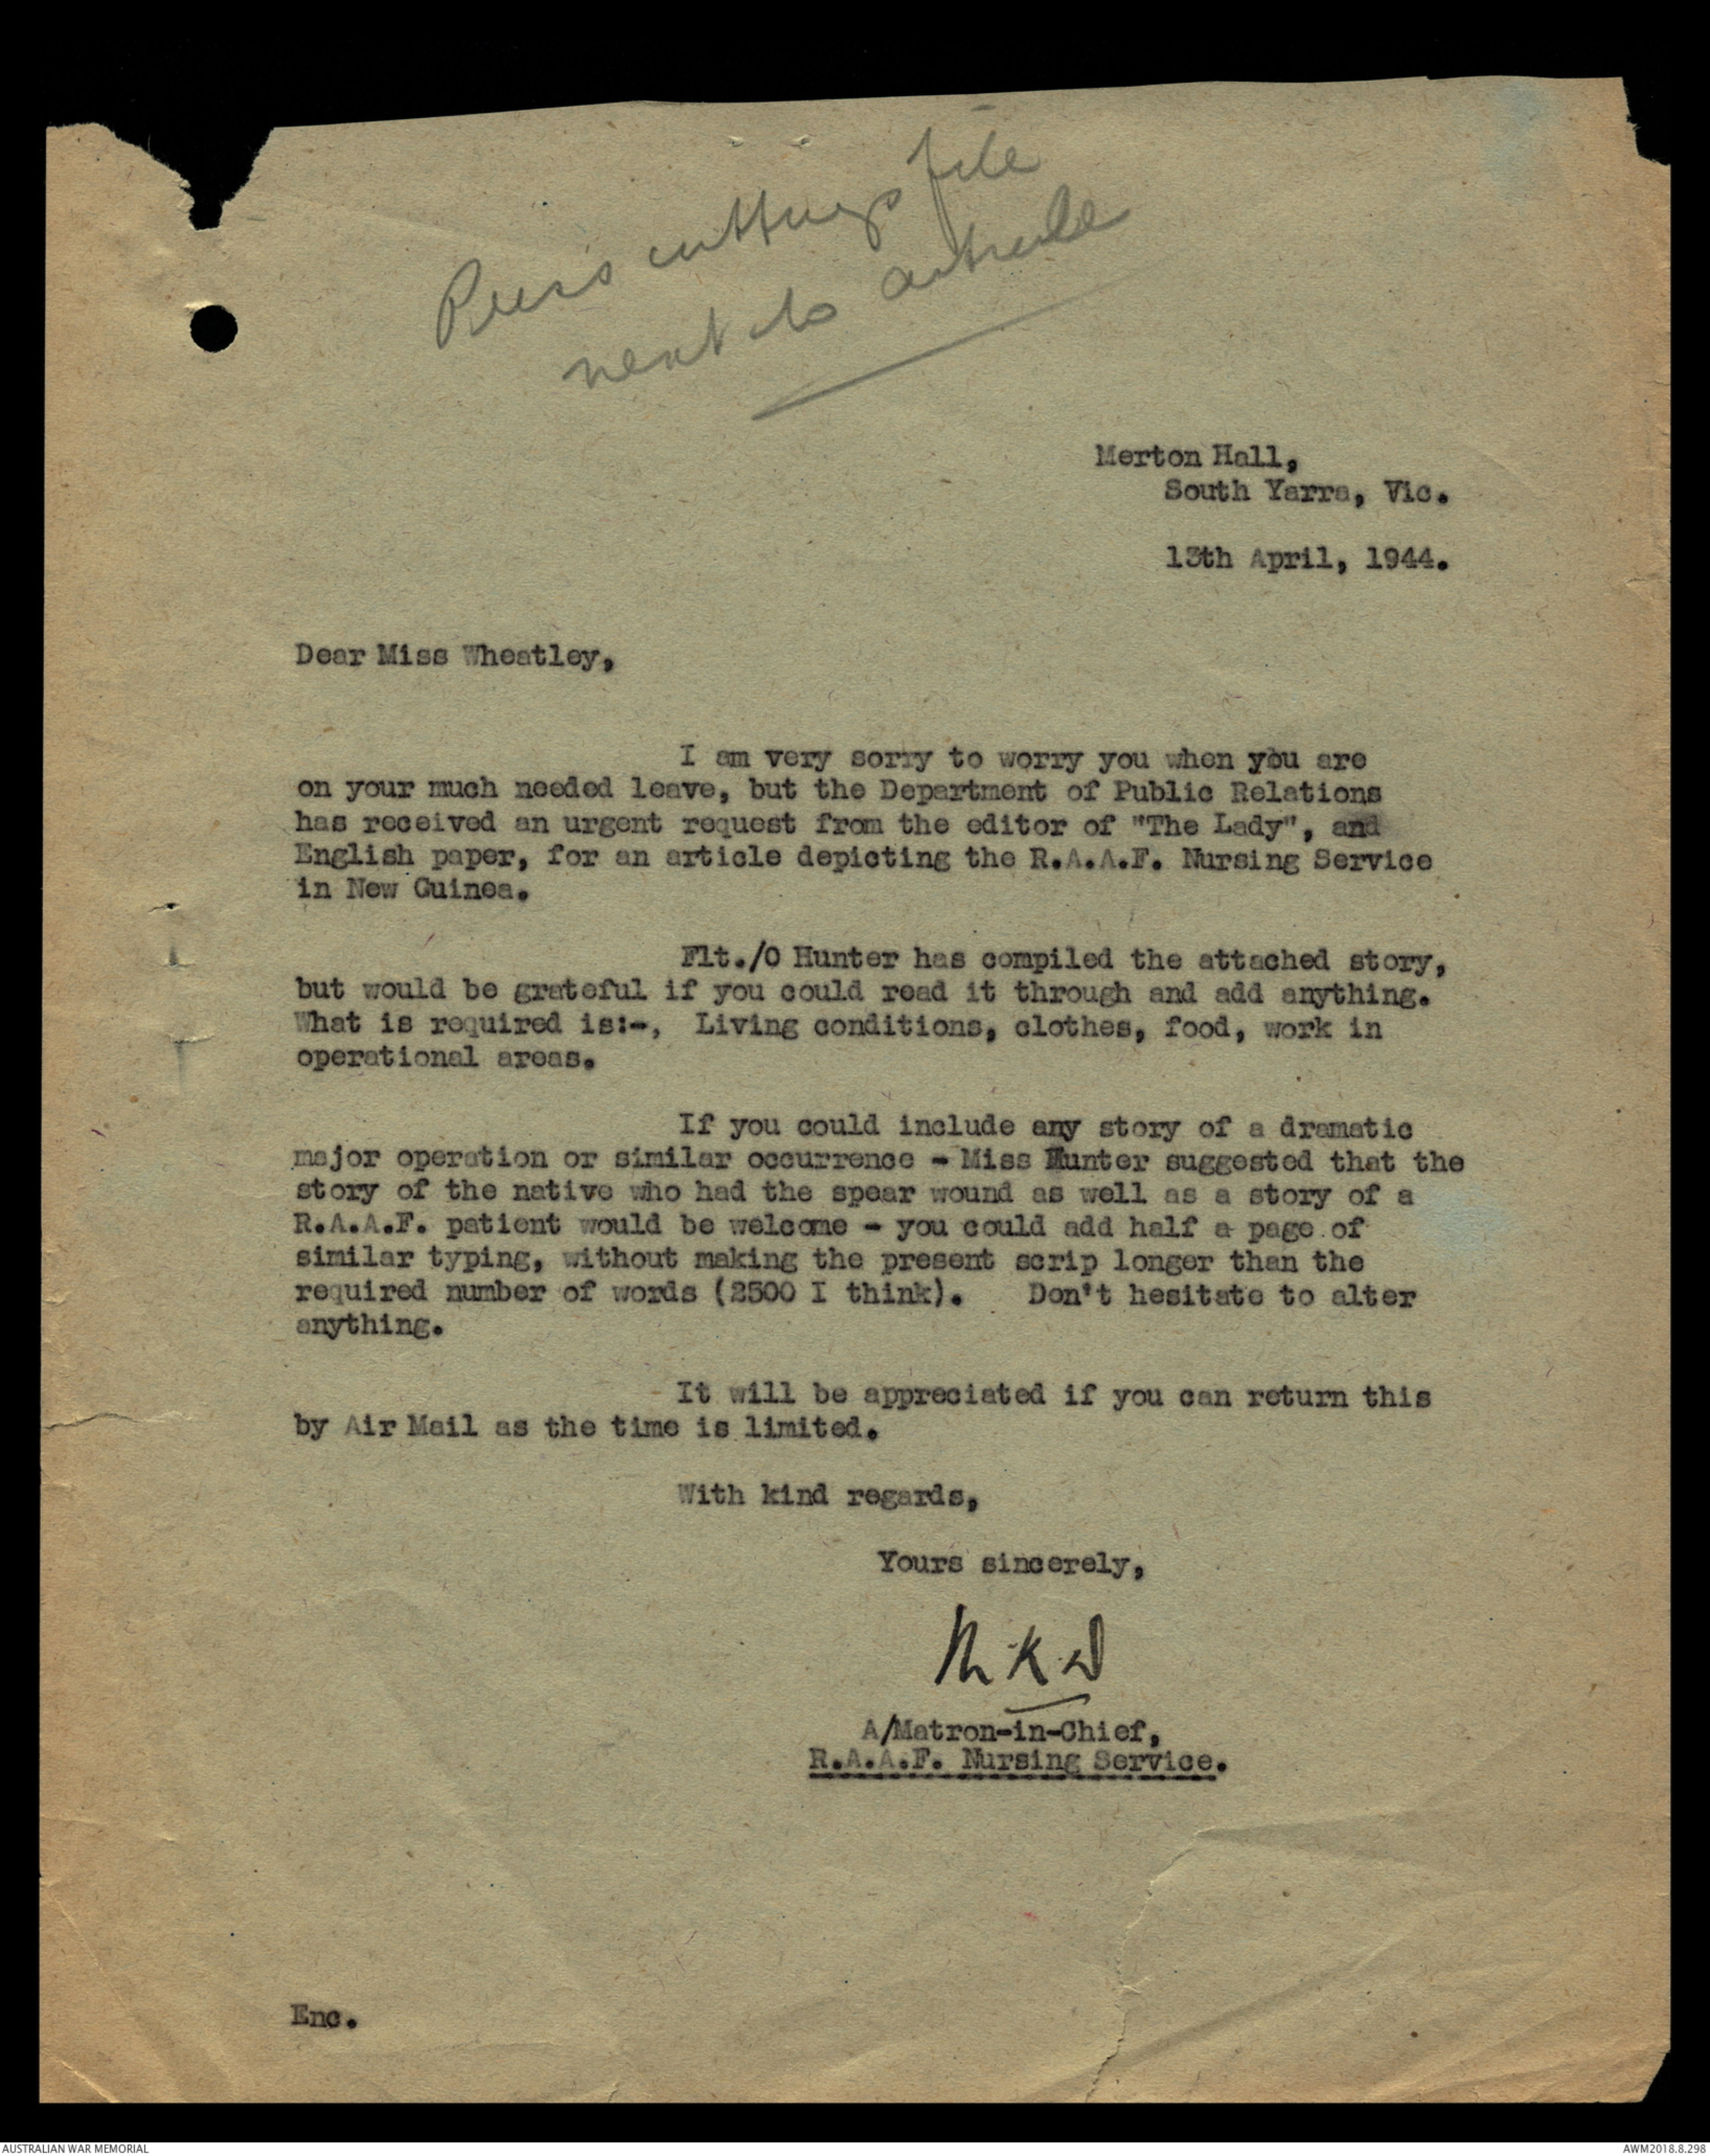 Press cuttings file
next to article
Merton Hall,
South Yarra, Vic.
13th April, 1944.
Dear Miss Wheatley,
I am very sorry to worry you when you are
on your much needed leave, but the Department of Public Relations
has received an urgent request from the editor of "The Lady", and
English paper, for an article depicting the R.A.A.F. Nursing Service
in New Guinea.
Flt./O Hunter has compiled the attached story,
but would be grateful if you could read it through and add anything.
What is required is:-, Living conditions, clothes, food, work in
operational areas.
If you could include any story of a dramatic
major operation or similar occurrence - Miss Hunter suggested that the
story of the native who had the spear wound as well as a story of a
R.A.A.F. patient would be welcome - you could add half a page of
similar typing, without making the present scrip longer than the
required number of words (2500 I think). Don't hesitate to alter
anything.
It will be appreciated if you can return this
by Air Mail as the time is limited.
With kind regards,
Yours sincerely,
A/Matron-in-Chief,
R.A.A.F. Nursing Service.
Enc.
AUSTRALIAN WAR MEMORIAL
AWM2018.8.298